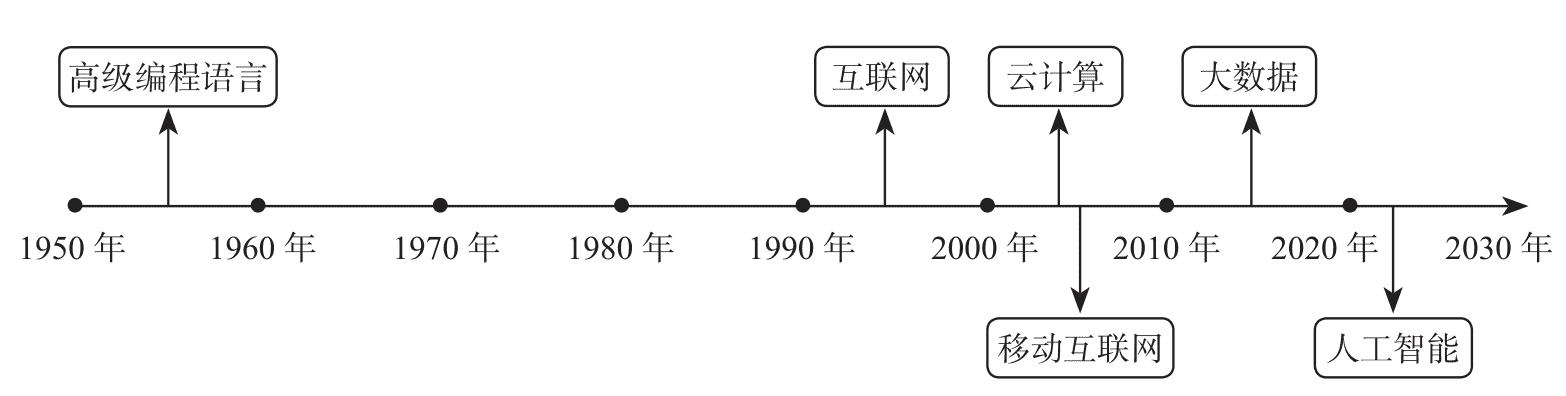 高级编程语言
互联网
云计算
大数据
1950 年
1960 年
1970 年
1980 年
1990 年
2000 年
2010 年
2020 年
2030 年
移动互联网
人工智能